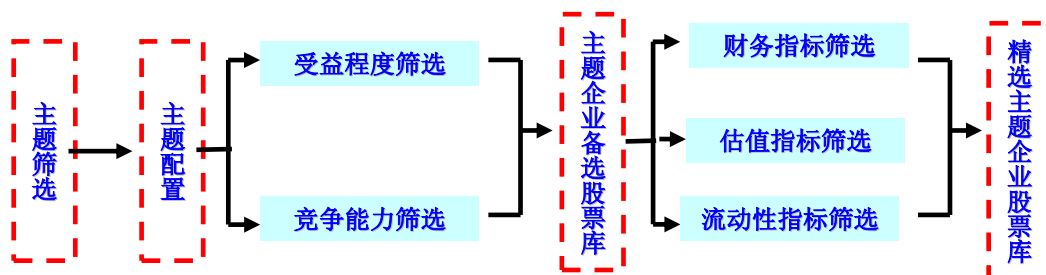 主题筛选
主题配置
受益程度筛选
竞争能力筛选
主题企业备选股票库
财务指标筛选
估值指标筛选
流动性指标筛选
精选主题企业股票库